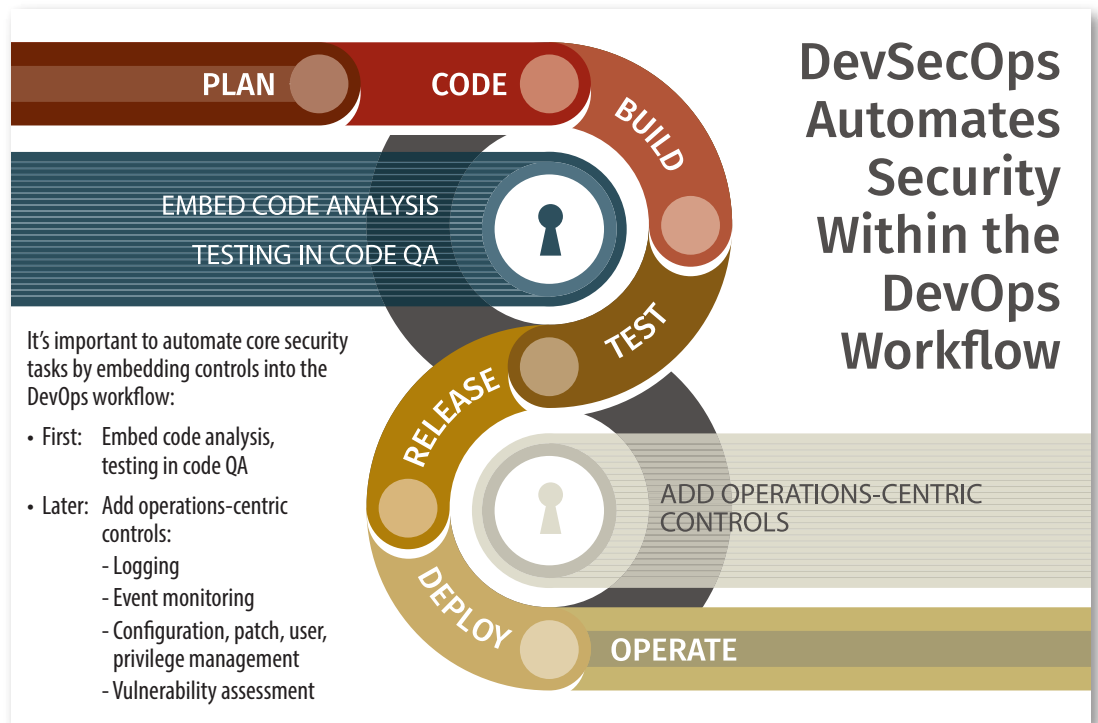 DevSecOps
Automates
Security
Within the
DevOps
Workflow
PLAN
CODE
BUILD
TEST
RELEASE
DEPLOY
OPERATE
EMBED CODE ANALYSIS
TESTING IN CODE QA
ADD OPERATIONS-CENTRIC
CONTROLS
It's important to automate core security
tasks by embedding controls into the
DevOps workflow:
• First: Embed code analysis,
testing in code QA
• Later: Add operations-centric
controls:
- Logging
- Event monitoring
- Configuration, patch, user,
privilege management
- Vulnerability assessment